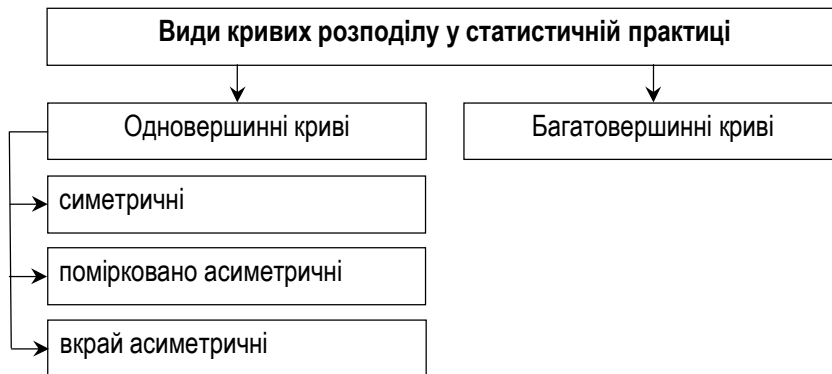 Види кривих розподілу у статистичній практиці
Одновершинні криві
Багатовершинні криві
симетричні
помірковано асиметричні
вкрай асиметричні